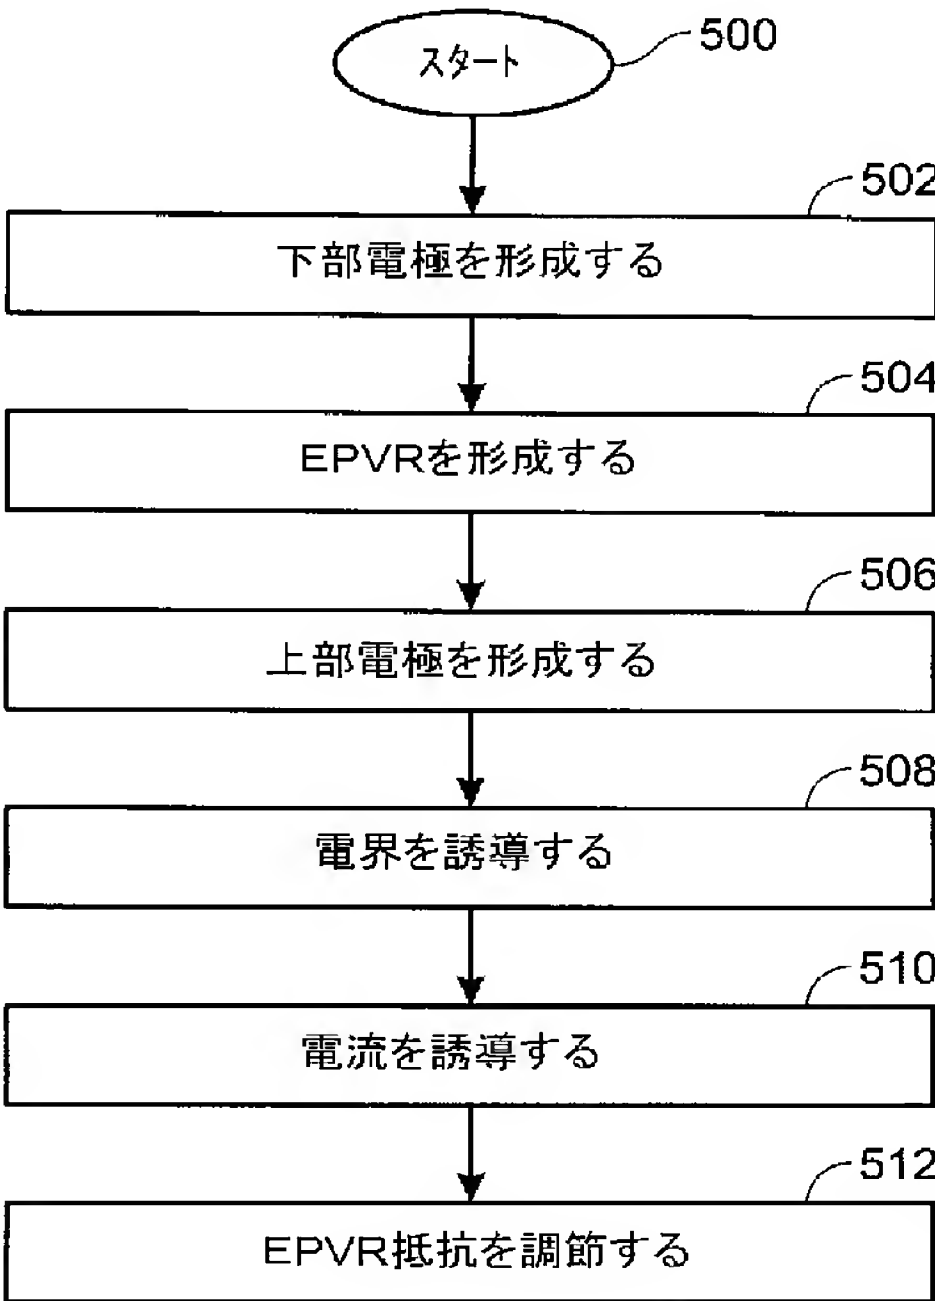 スタート
500
502
下部電極を形成する
504
EPVRを形成する
506
上部電極を形成する
508
電界を誘導する
510
電流を誘導する
512
EPVR抵抗を調節する